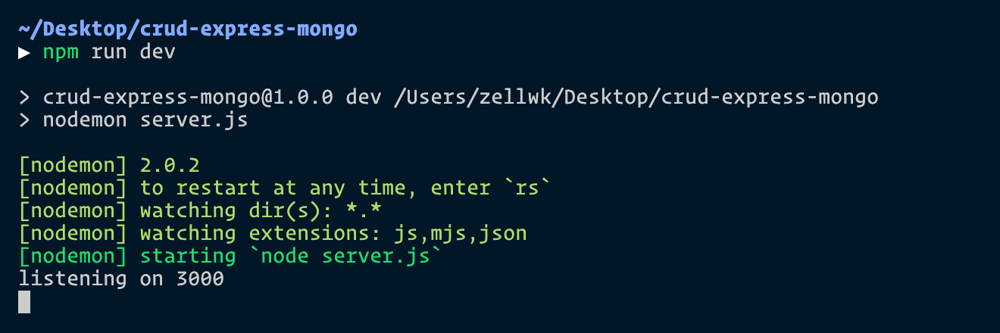 ~/Desktop/crud-express-mongo
▶ npm run dev
> crud-express-mongo@1.0.0 dev /Users/zellwk/Desktop/crud-express-mongo
> nodemon server.js
[nodemon] 2.0.2
[nodemon] to restart at any time, enter `rs`
[nodemon] watching dir(s): *.*
[nodemon] watching extensions: js,mjs,json
[nodemon] starting `node server.js`
listening on 3000